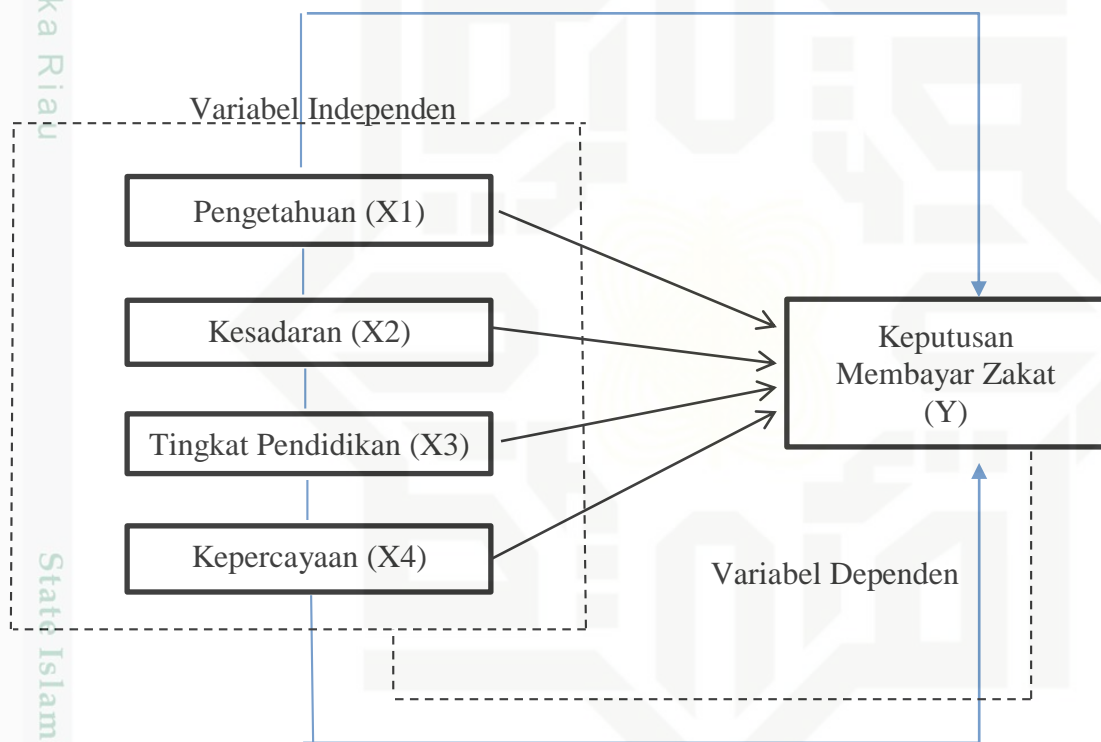 ka Riau
Variabel Independen
Pengetahuan (X1)
Kesadaran (X2)
Tingkat Pendidikan (X3)
Kepercayaan (X4)
Keputusan
Membayar Zakat
(Y)
Variabel Dependen
State Islam